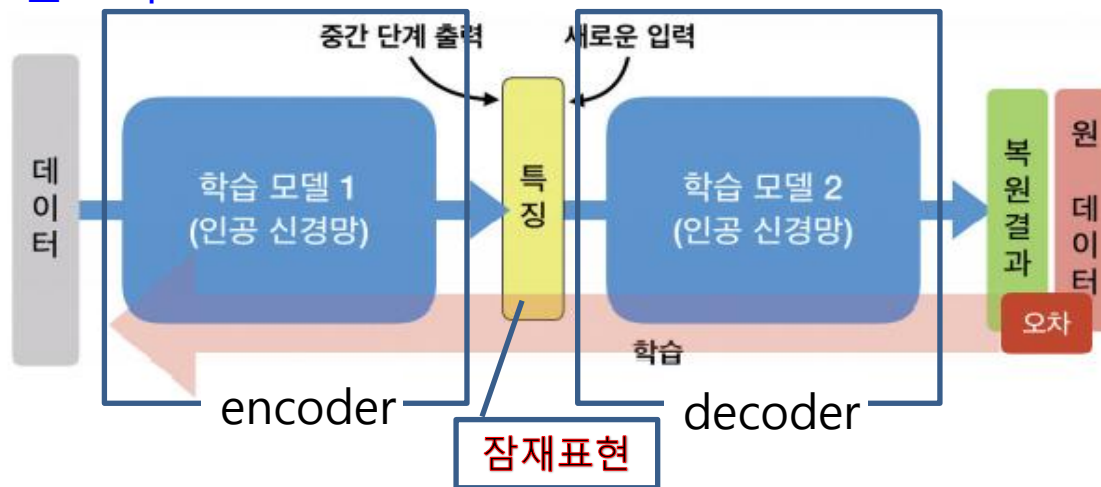 중간 단계 출력
새로운 입력
데이터
학습 모델 1
(인공 신경망)
특징
학습 모델 2
(인공 신경망)
복원결과
원 데이터
오차
학습
encoder
decoder
잠재표현